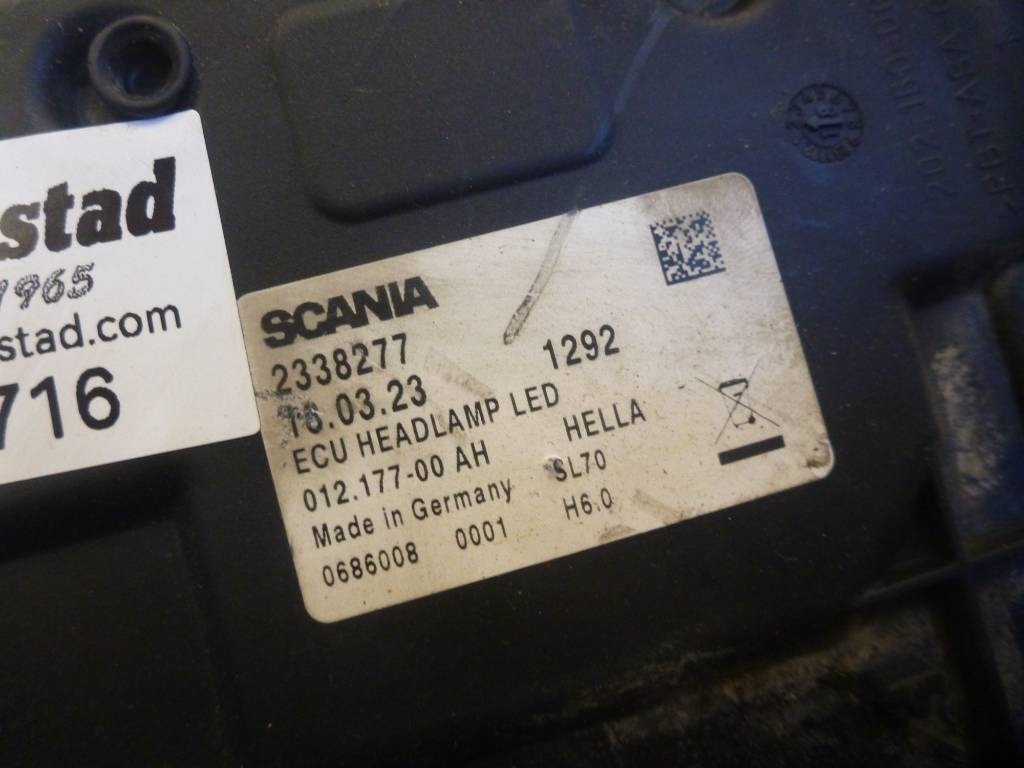 stad
1965
stad.com
716
SCANIA
2338277
16.03.23 1292
ECU HEADLAMP LED
012.177-00 AH HELLA
Made in Germany SL70
0686008 0001 H6.0